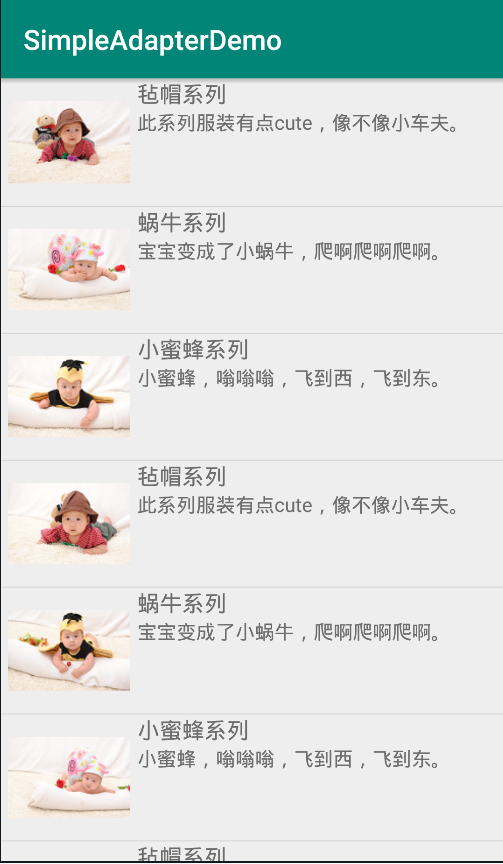 SimpleAdapterDemo
毡帽系列
此系列服装有点cute，像不像小车夫。
蜗牛系列
宝宝变成了小蜗牛，爬啊爬啊爬啊。
小蜜蜂系列
小蜜蜂，嗡嗡嗡，飞到西，飞到东。
毡帽系列
此系列服装有点cute，像不像小车夫。
蜗牛系列
宝宝变成了小蜗牛，爬啊爬啊爬啊。
小蜜蜂系列
小蜜蜂，嗡嗡嗡，飞到西，飞到东。
毡帽系列